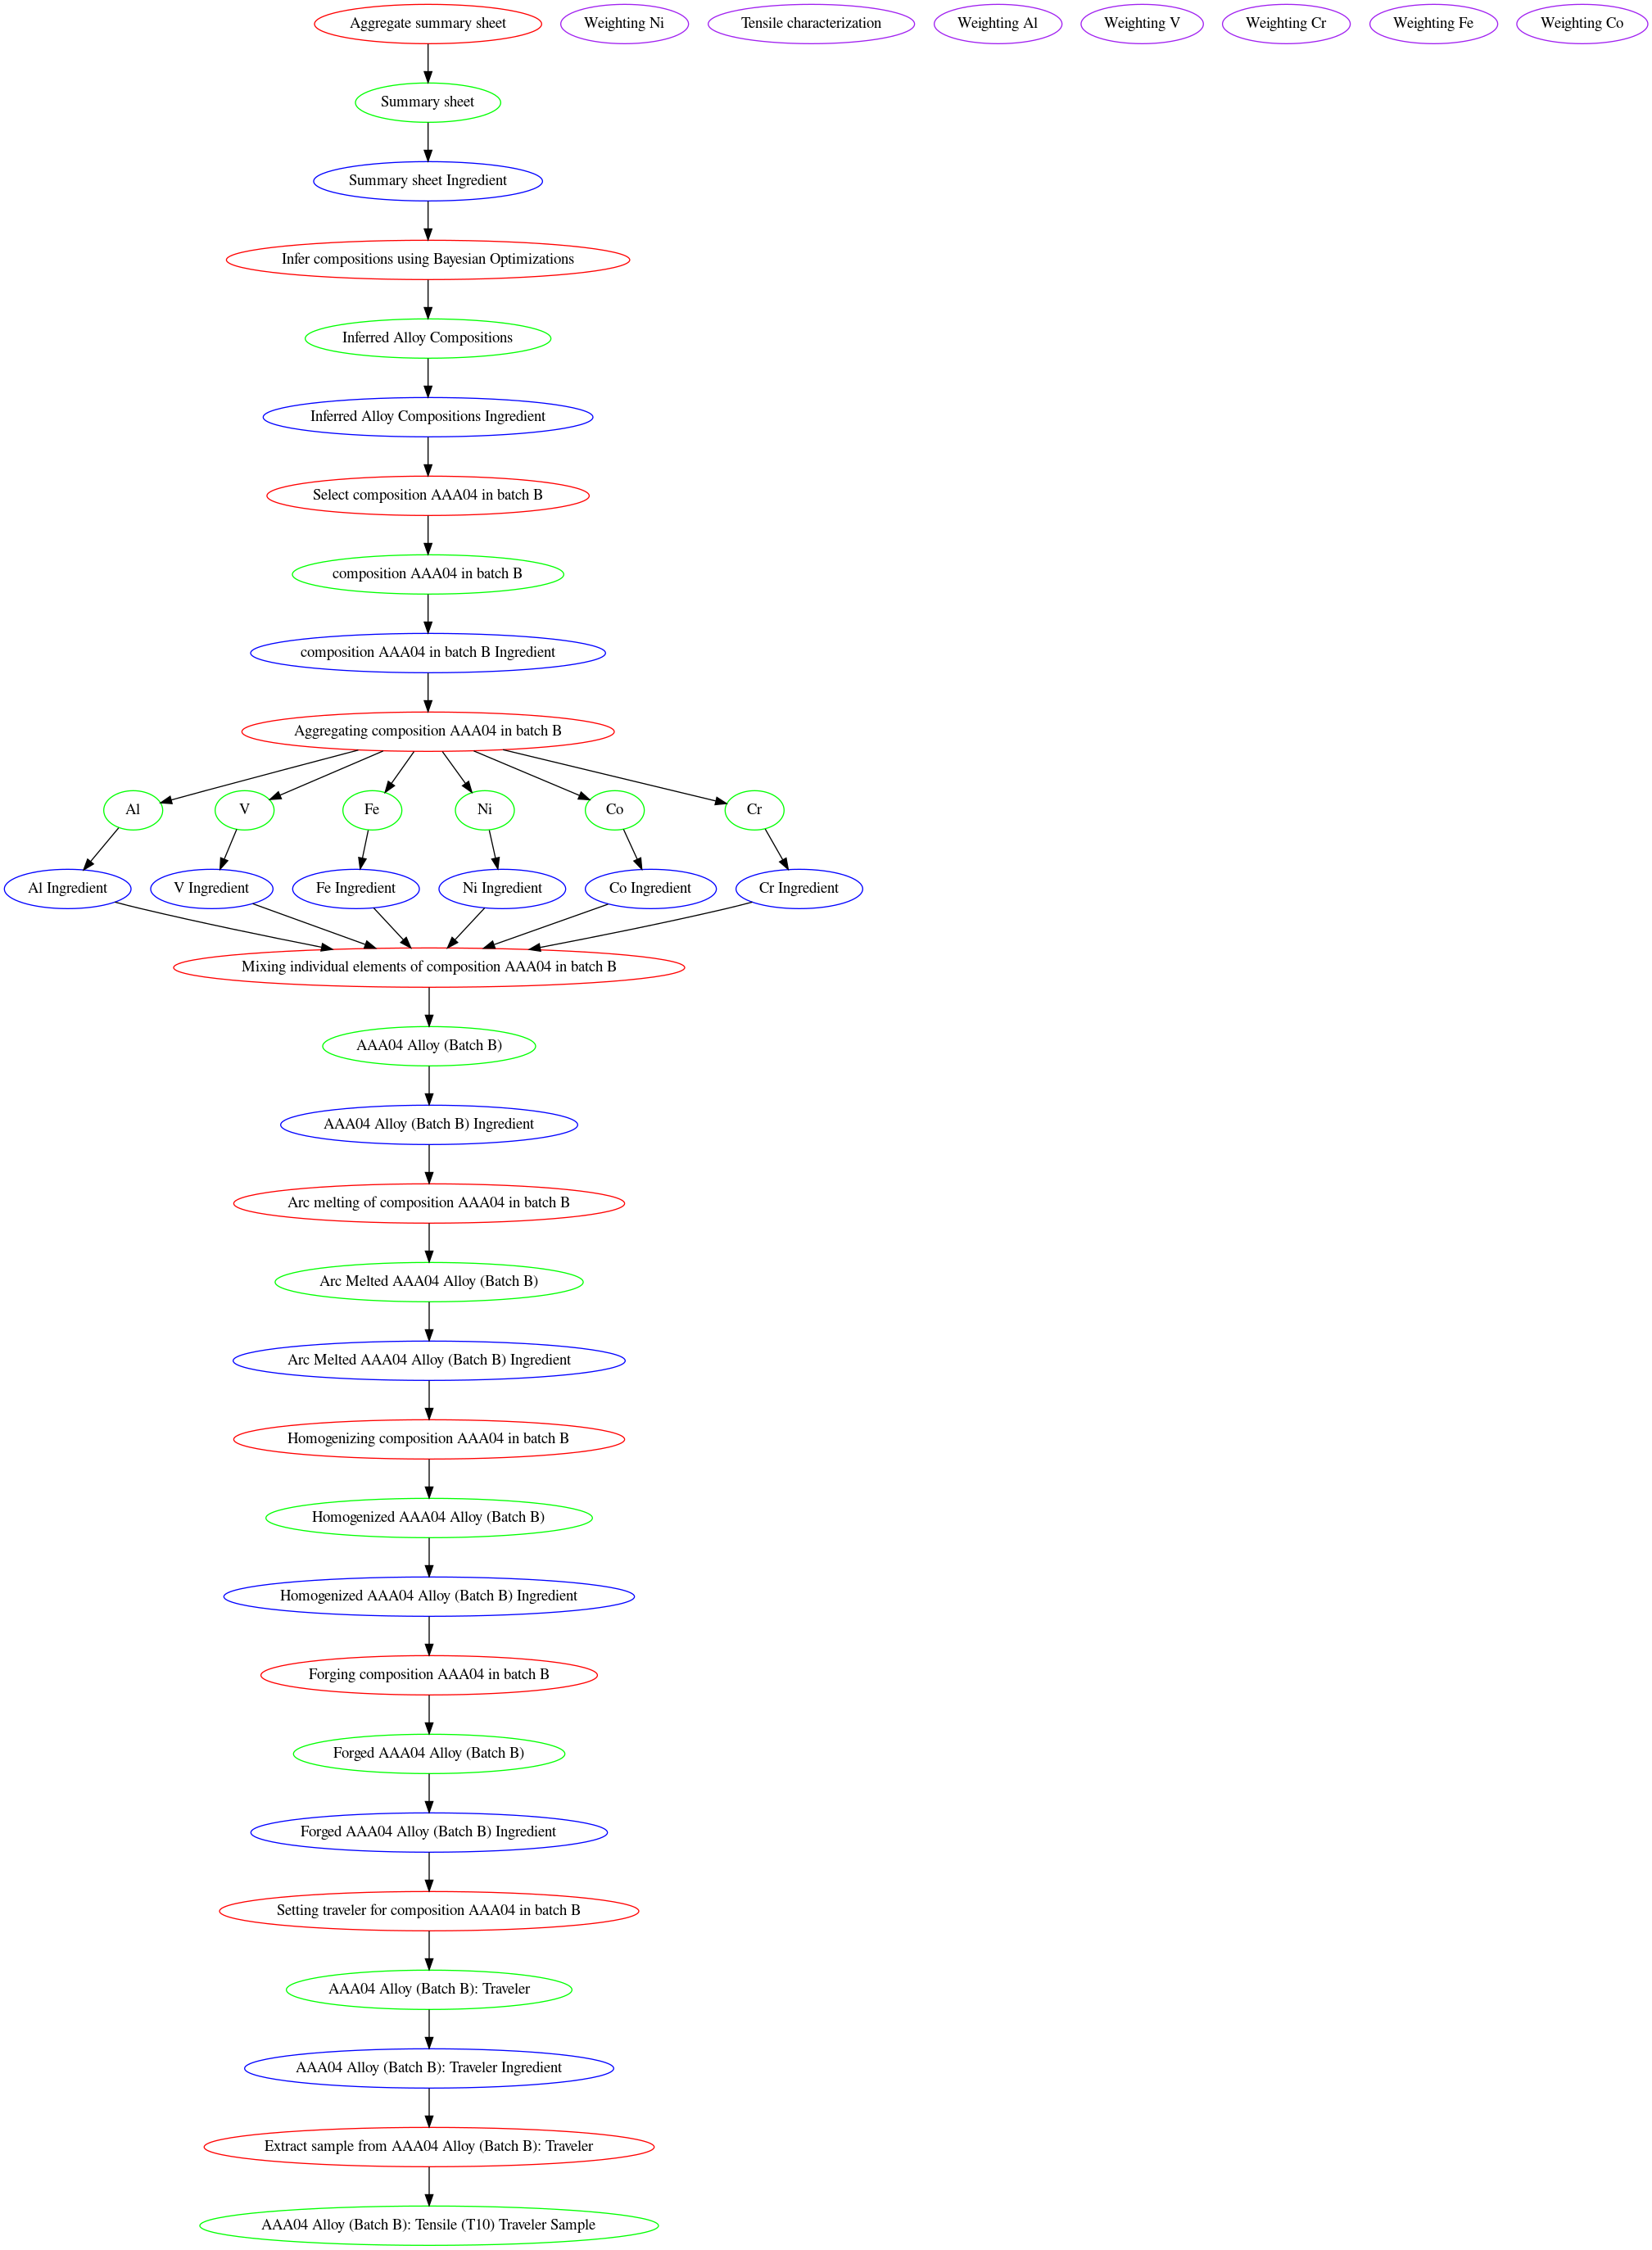 Aggregate summary sheet
Weighting Ni
Tensile characterization
Weighting Al
Weighting V
Weighting Cr
Weighting Fe
Weighting Co
Summary sheet
Summary sheet Ingredient
Infer compositions using Bayesian Optimizations
Inferred Alloy Compositions
Inferred Alloy Compositions Ingredient
Select composition AAA04 in batch B
composition AAA04 in batch B
composition AAA04 in batch B Ingredient
Aggregating composition AAA04 in batch B
Al
V
Fe
Ni
Co
Cr
Al Ingredient
V Ingredient
Fe Ingredient
Ni Ingredient
Co Ingredient
Cr Ingredient
Mixing individual elements of composition AAA04 in batch B
AAA04 Alloy (Batch B)
AAA04 Alloy (Batch B) Ingredient
Arc melting of composition AAA04 in batch B
Arc Melted AAA04 Alloy (Batch B)
Arc Melted AAA04 Alloy (Batch B) Ingredient
Homogenizing composition AAA04 in batch B
Homogenized AAA04 Alloy (Batch B)
Homogenized AAA04 Alloy (Batch B) Ingredient
Forging composition AAA04 in batch B
Forged AAA04 Alloy (Batch B)
Forged AAA04 Alloy (Batch B) Ingredient
Setting traveler for composition AAA04 in batch B
AAA04 Alloy (Batch B): Traveler
AAA04 Alloy (Batch B): Traveler Ingredient
Extract sample from AAA04 Alloy (Batch B): Traveler
AAA04 Alloy (Batch B): Tensile (T10) Traveler Sample